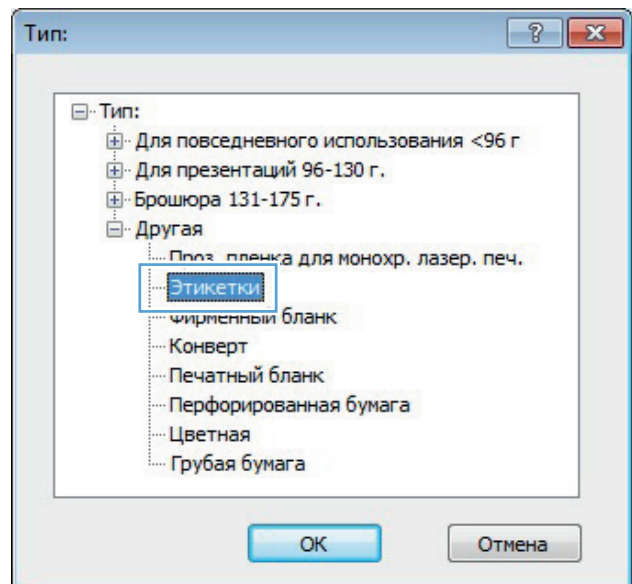 Тип:
Тип:
Для повседневного использования <96 г
Для презентаций 96-130 г.
Брошюра 131-175 г.
Другая
Проз. пленка для монохр. лазер. печ.
Этикетки
Фирменный бланк
Конверт
Печатный бланк
Перфорированная бумага
Цветная
Грубая бумага
ОК
Отмена